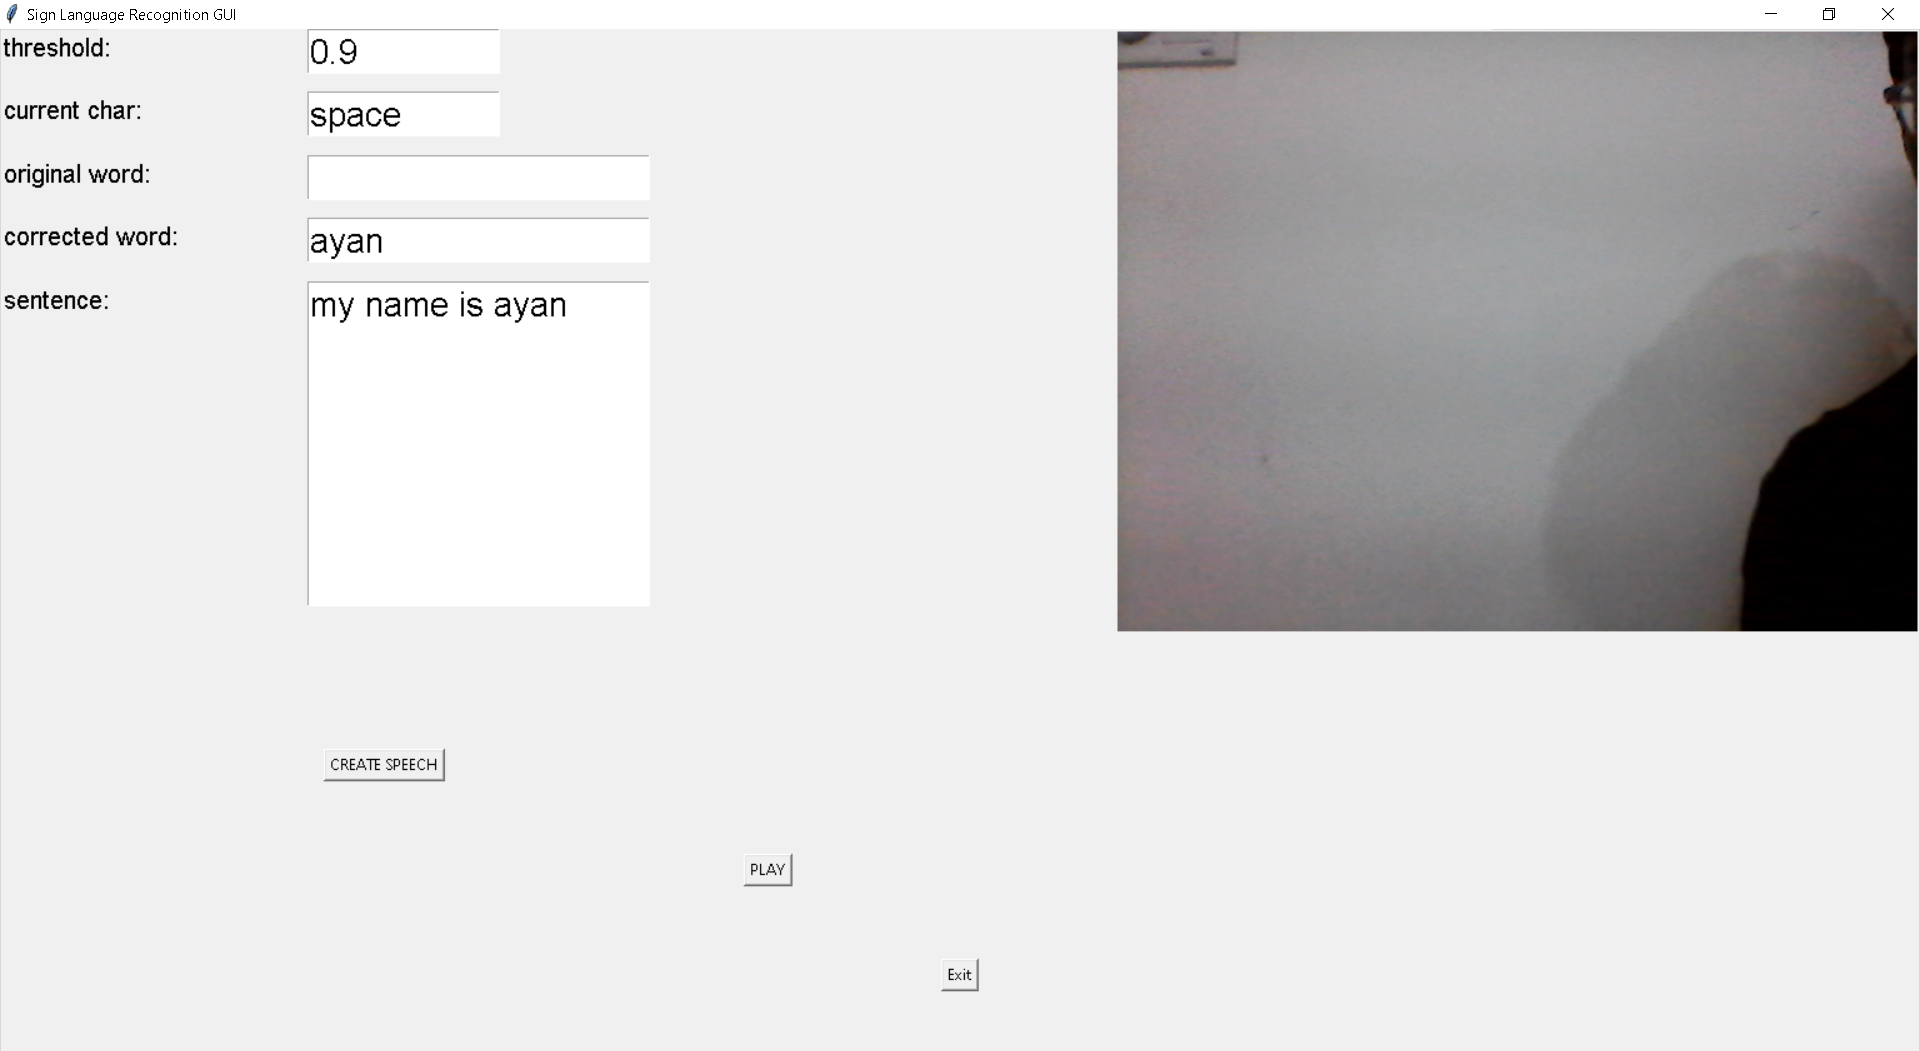 Sign Language Recognition GUI
threshold:
0.9
current char:
space
original word:
corrected word:
ayan
sentence:
my name is ayan
CREATE SPEECH
PLAY
Exit